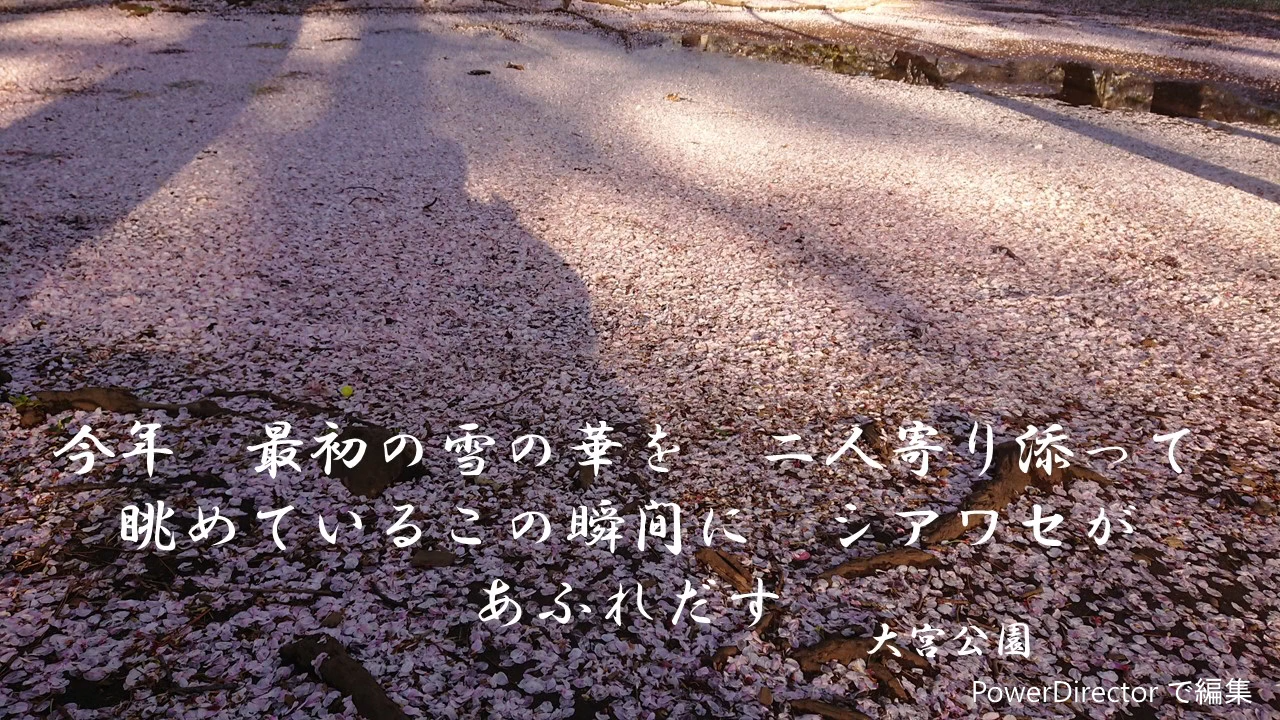 今年　最初の雪の華を　二人寄り添って
眺めているこの瞬間に　シアワセが
あふれだす
大宮公園
PowerDirector で編集